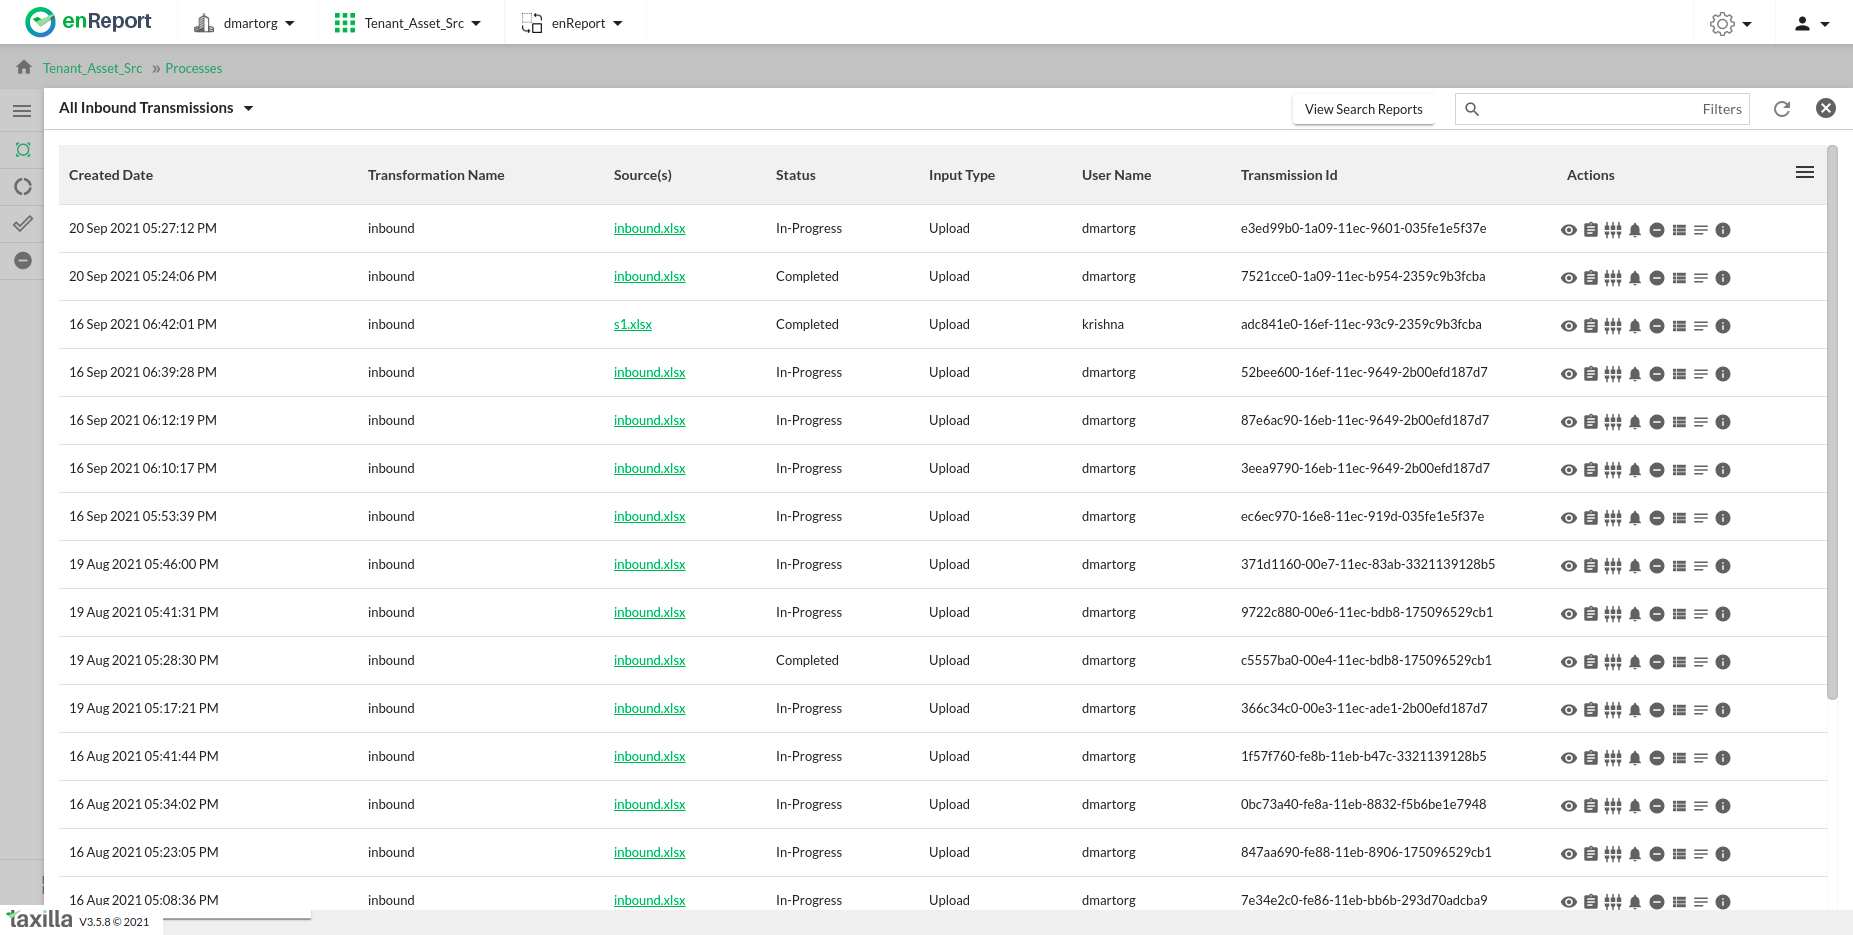 enReport dmartorg Tenant_Asset_Src enReport
Tenant_Asset_Src » Processes
All Inbound Transmissions View Search Reports Filters
Created Date Transformation Name Source(s) Status Input Type User Name Transmission Id Actions
20 Sep 2021 05:27:12 PM inbound inbound.xlsx In-Progress Upload dmartorg e3ed99b0-1a09-11ec-9601-035fe1e5f37e
20 Sep 2021 05:24:06 PM inbound inbound.xlsx Completed Upload dmartorg 7521cce0-1a09-11ec-b954-2359c9b3fcba
16 Sep 2021 06:42:01 PM inbound s1.xlsx Completed Upload krishna adc841e0-16ef-11ec-93c9-2359c9b3fcba
16 Sep 2021 06:39:28 PM inbound inbound.xlsx In-Progress Upload dmartorg 52bee600-16ef-11ec-9649-2b00efd187d7
16 Sep 2021 06:12:19 PM inbound inbound.xlsx In-Progress Upload dmartorg 87e6ac90-16eb-11ec-9649-2b00efd187d7
16 Sep 2021 06:10:17 PM inbound inbound.xlsx In-Progress Upload dmartorg 3eea9790-16eb-11ec-9649-2b00efd187d7
16 Sep 2021 05:53:39 PM inbound inbound.xlsx In-Progress Upload dmartorg ec6ec970-16e8-11ec-919d-035fe1e5f37e
19 Aug 2021 05:46:00 PM inbound inbound.xlsx In-Progress Upload dmartorg 371d1160-00e7-11ec-83ab-3321139128b5
19 Aug 2021 05:41:31 PM inbound inbound.xlsx In-Progress Upload dmartorg 9722c880-00e6-11ec-bdb8-175096529cb1
19 Aug 2021 05:28:30 PM inbound inbound.xlsx Completed Upload dmartorg c5557ba0-00e4-11ec-bdb8-175096529cb1
19 Aug 2021 05:17:21 PM inbound inbound.xlsx In-Progress Upload dmartorg 366c34c0-00e3-11ec-ade1-2b00efd187d7
16 Aug 2021 05:41:44 PM inbound inbound.xlsx In-Progress Upload dmartorg 1f57f760-fe8b-11eb-b47c-3321139128b5
16 Aug 2021 05:34:02 PM inbound inbound.xlsx In-Progress Upload dmartorg 0bc73a40-fe8a-11eb-8832-f5b6be1e7948
16 Aug 2021 05:23:05 PM inbound inbound.xlsx In-Progress Upload dmartorg 847aa690-fe88-11eb-8906-175096529cb1
16 Aug 2021 05:08:36 PM inbound inbound.xlsx In-Progress Upload dmartorg 7e34e2c0-fe86-11eb-bb6b-293d70adcba9
taxilla V3.5.8 © 2021